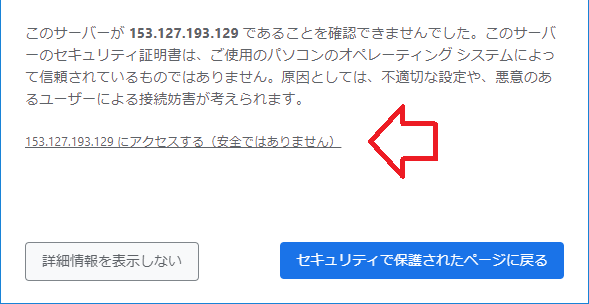 このサーバーが 153.127.193.129 であることを確認できませんでした。このサーバ
ーのセキュリティ証明書は、ご使用のパソコンのオペレーティング システムによっ
て信頼されているものではありません。原因としては、不適切な設定や、悪意のあ
るユーザーによる接続妨害が考えられます。
153.127.193.129 にアクセスする（安全ではありません）
詳細情報を表示しない
セキュリティで保護されたページに戻る